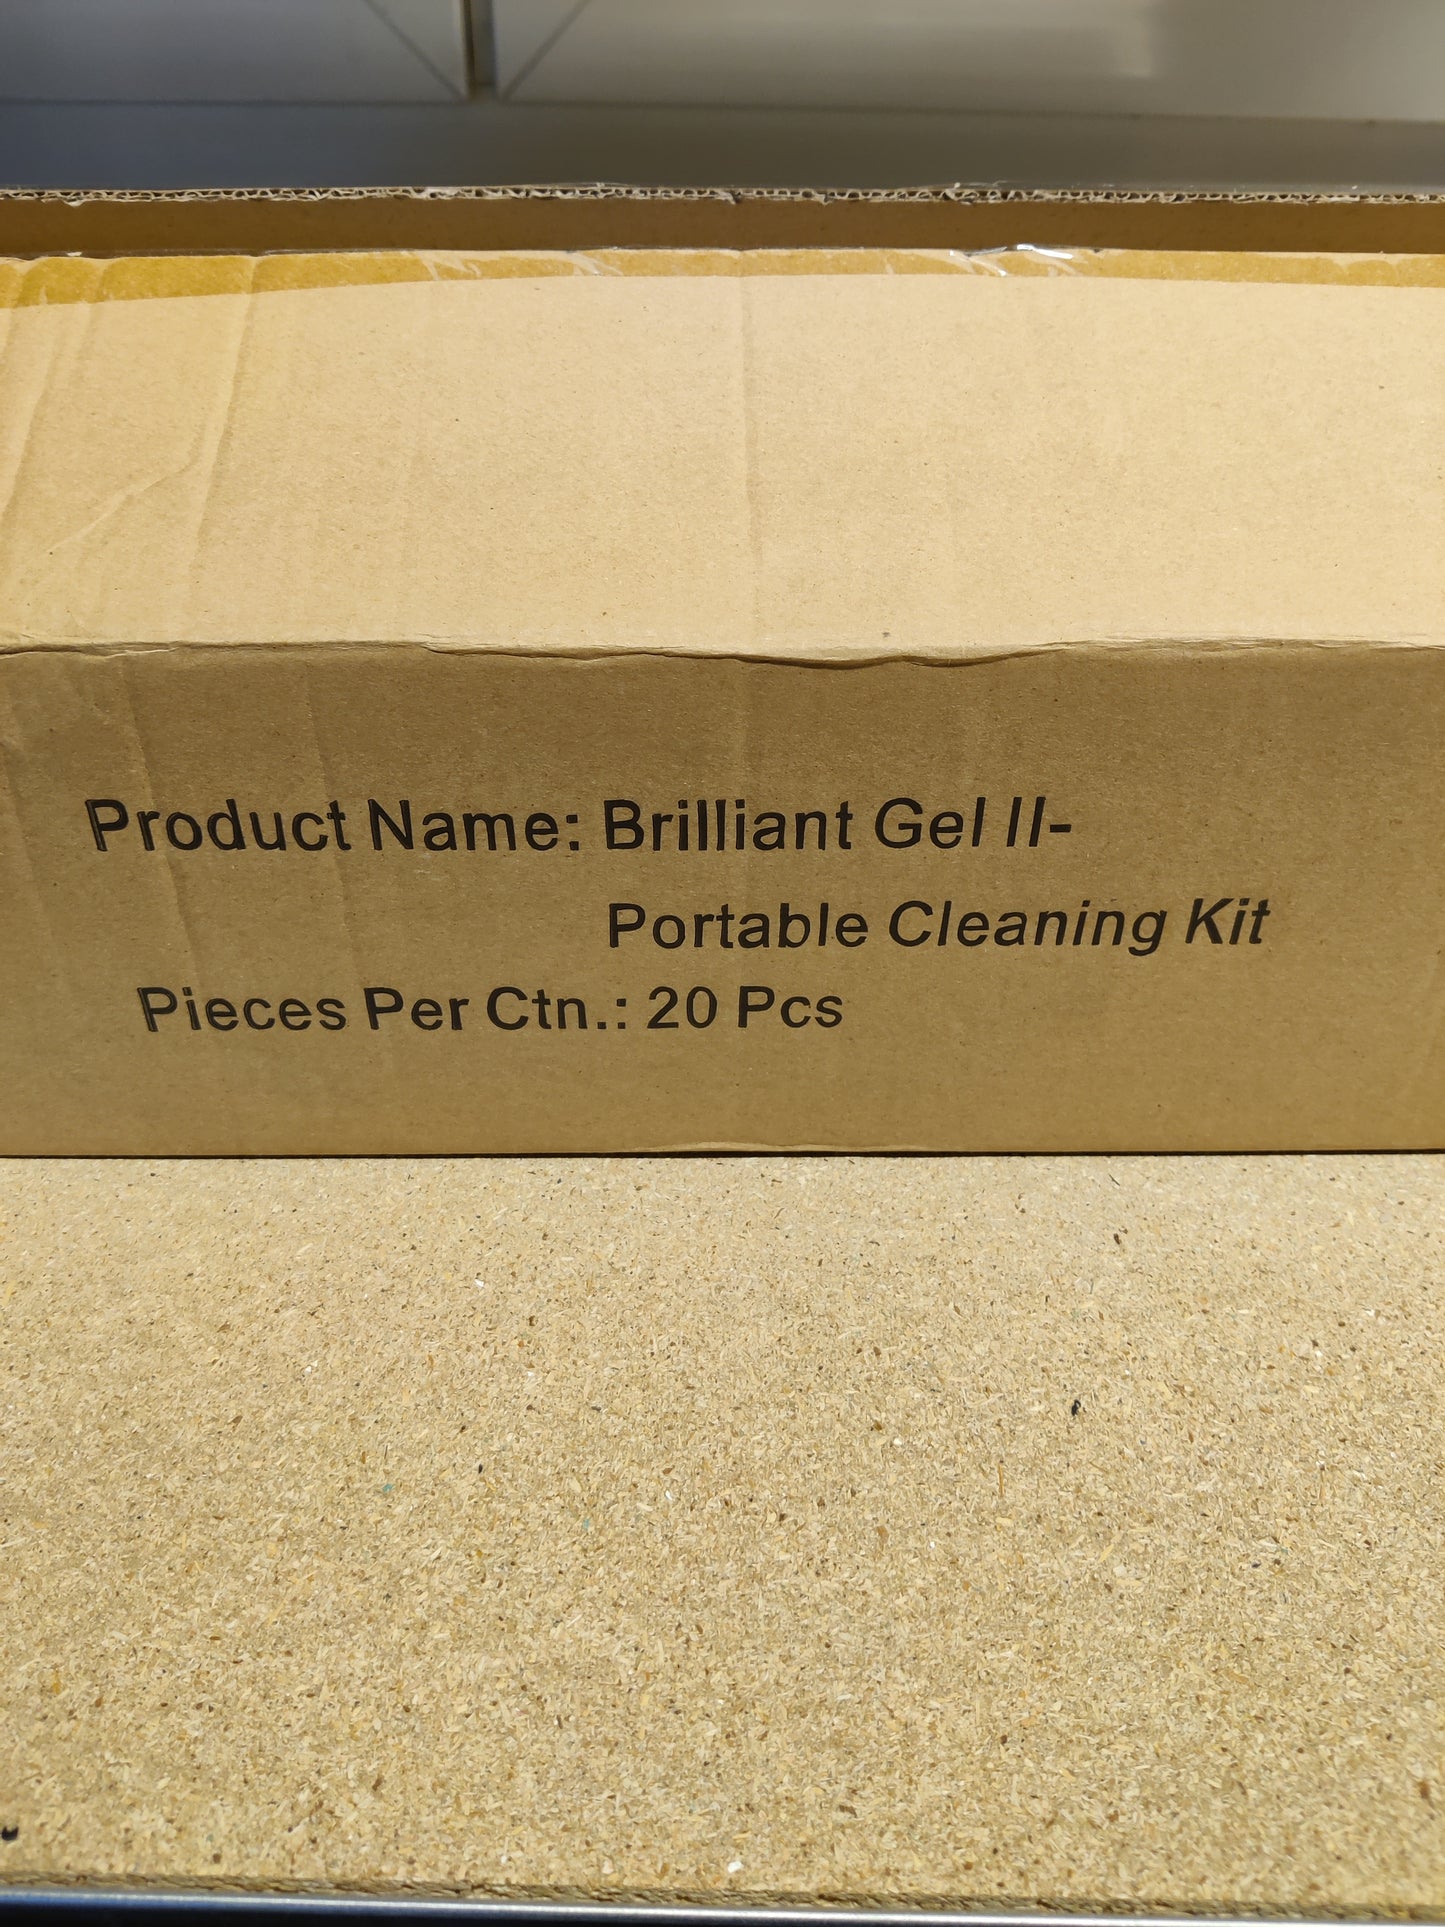 Product Name: Brilliant Gel II-
Portable Cleaning Kit
Pieces Per Ctn.: 20 Pcs